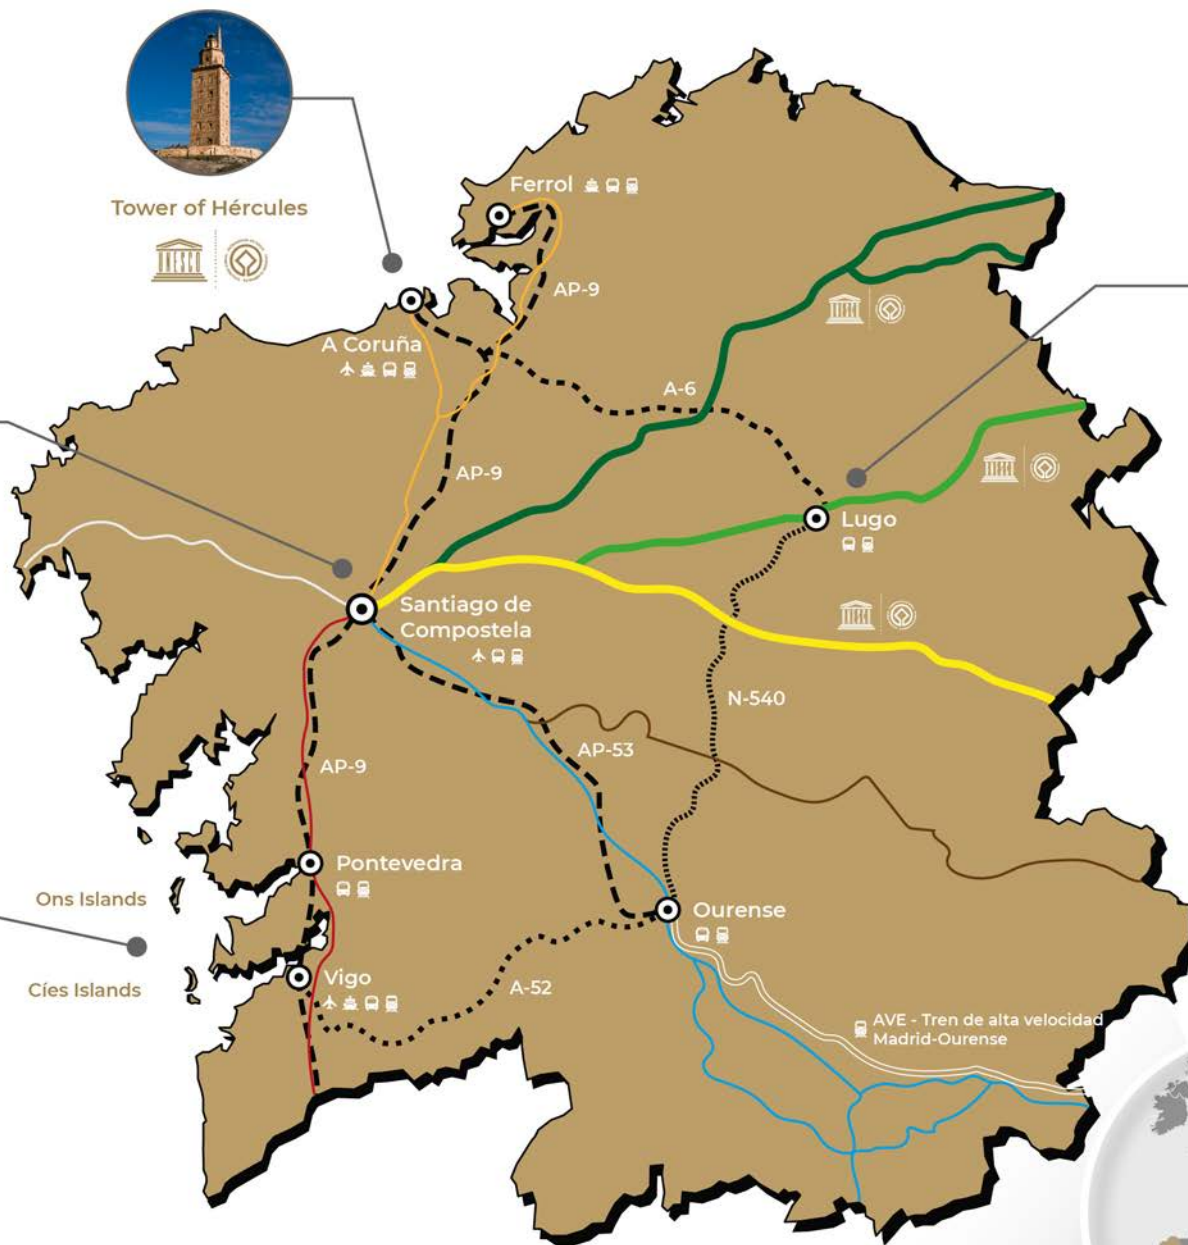 Ferrol
Tower of Hércules
UNESCO
AP-9
A Coruña
A-6
AP-9
Lugo
Santiago de
Compostela
N-540
AP-53
AP-9
Pontevedra
Ons Islands
Ourense
Vigo
A-52
Cíes Islands
AVE - Tren de alta velocidad
Madrid-Ourense